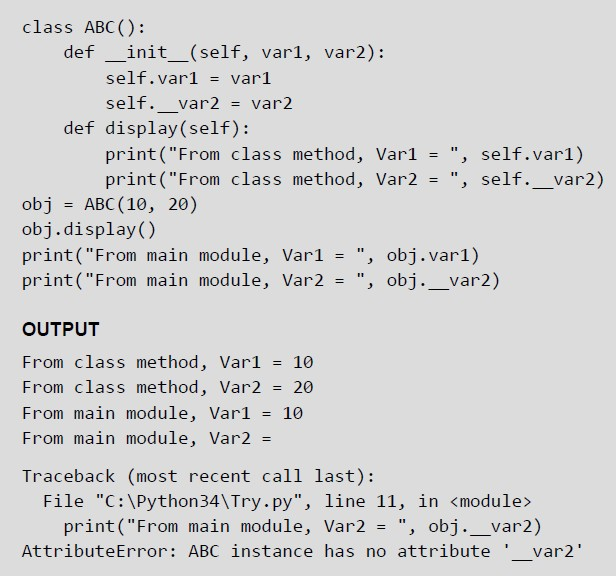 class ABC():
    def __init__(self, var1, var2):
        self.var1 = var1
        self.__var2 = var2
    def display(self):
        print("From class method, Var1 = ", self.var1)
        print("From class method, Var2 = ", self.__var2)
obj = ABC(10, 20)
obj.display()
print("From main module, Var1 = ", obj.var1)
print("From main module, Var2 = ", obj.__var2)
OUTPUT
From class method, Var1 = 10
From class method, Var2 = 20
From main module, Var1 = 10
From main module, Var2 =
Traceback (most recent call last):
  File "C:\Python34\Try.py", line 11, in <module>
    print("From main module, Var2 = ", obj.__var2)
AttributeError: ABC instance has no attribute '__var2'